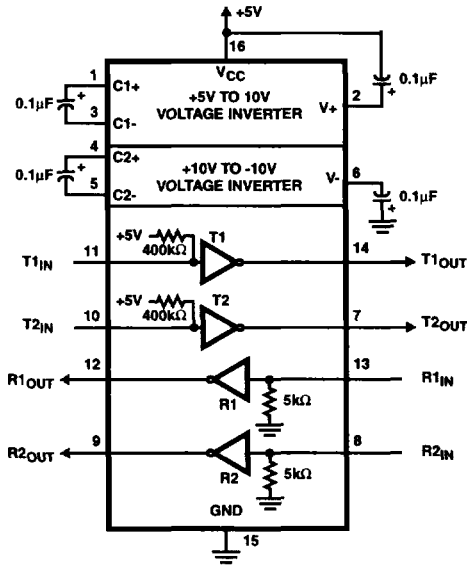 +5V
16
VCC
1
C1+
+5V TO 10V
VOLTAGE INVERTER
0.1μF
+
3
C1-
V+
2
+
0.1μF
4
C2+
+10V TO -10V
VOLTAGE INVERTER
0.1μF
+
5
C2-
V-
6
+
0.1μF
+5V
400kΩ
T1
T1IN
11
14
T1OUT
+5V
400kΩ
T2
T2IN
10
7
T2OUT
R1OUT
12
R1
5kΩ
13
R1IN
R2OUT
9
R2
5kΩ
8
R2IN
GND
15